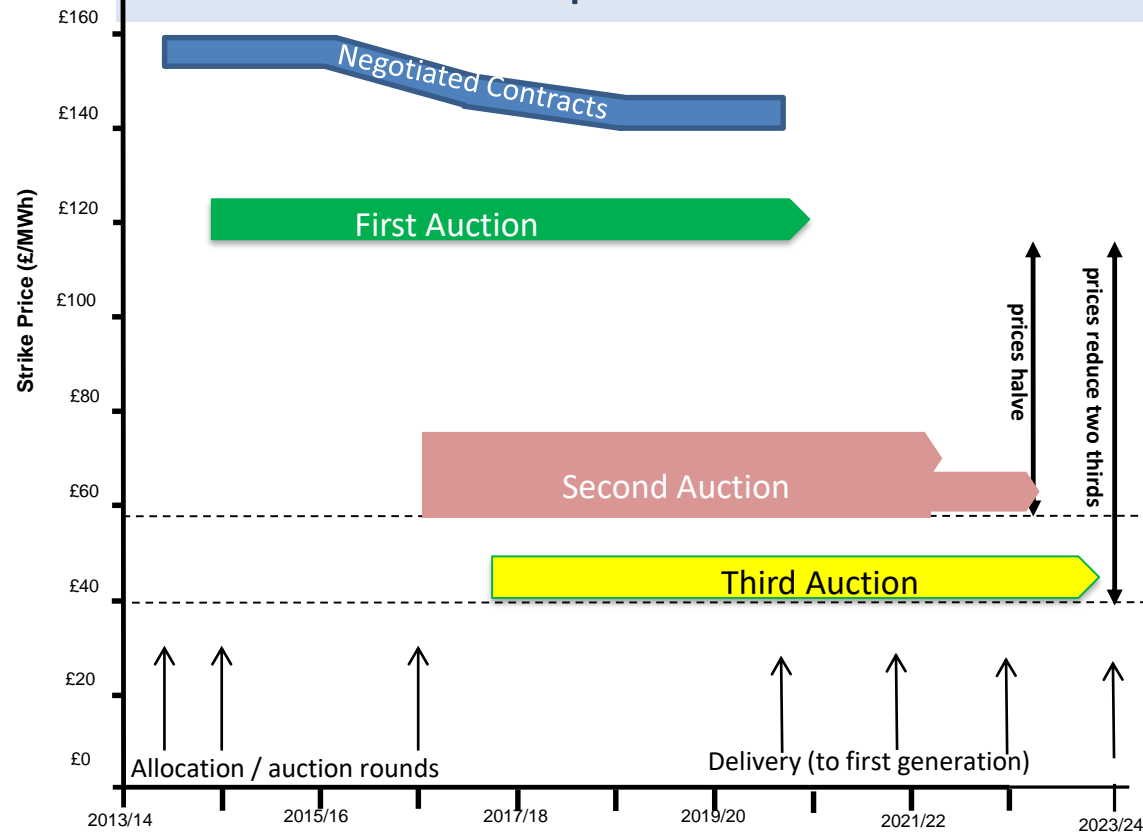 £160
£140
£120
£100
£80
£60
£40
£20
£0
Strike Price (£/MWh)
Negotiated Contracts
First Auction
Second Auction
Third Auction
prices halve
prices reduce two thirds
Allocation / auction rounds
Delivery (to first generation)
2013/14
2015/16
2017/18
2019/20
2021/22
2023/24